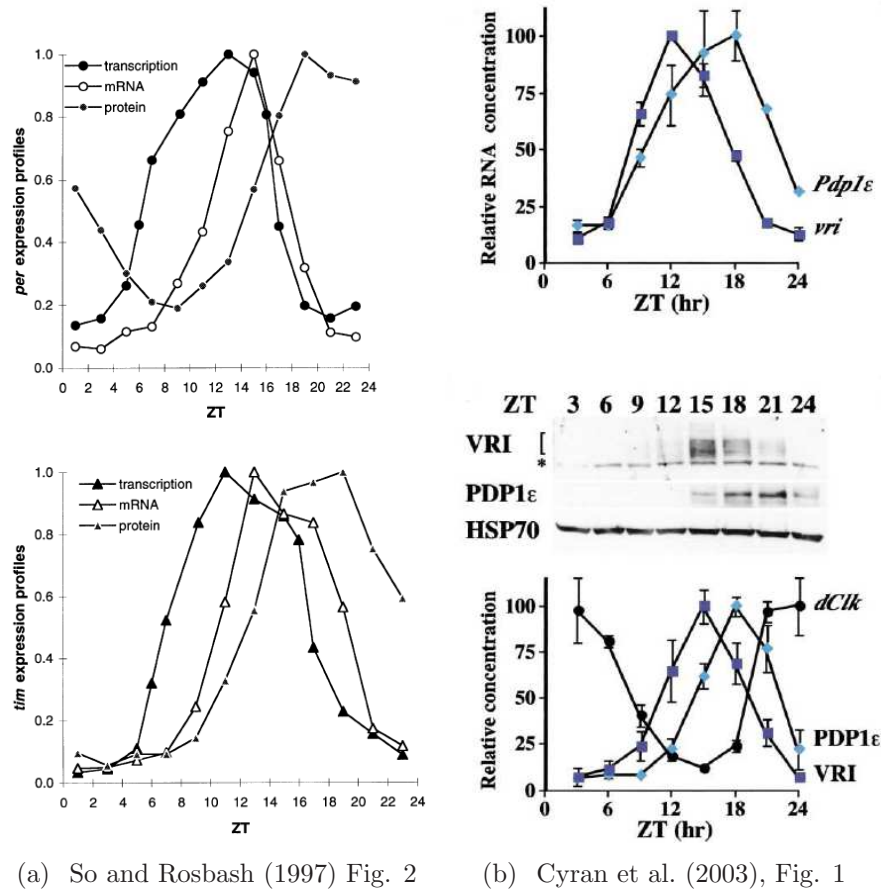 1.0
0.8
0.6
0.4
0.2
0.0
per expression profiles
transcription
mRNA
protein
0 2 4 6 8 10 12 14 16 18 20 21 22 24
ZT
1.0
0.8
0.6
0.4
0.2
0.0
tim expression profiles
transcription
mRNA
protein
0 2 4 6 8 10 12 14 16 18 20 22 23 24
ZT
(a) So and Rosbash (1997) Fig. 2
100
75
50
25
0
Relative RNA concentration
Pdp1ε
vri
0 6 12 18 24
ZT (hr)
ZT 3 6 9 12 15 18 21 24
VRI [
*
PDP1ε
HSP70
100
75
50
25
0
Relative concentration
dClk
PDP1ε
VRI
0 6 12 18 24
ZT (hr)
(b) Cyran et al. (2003), Fig. 1